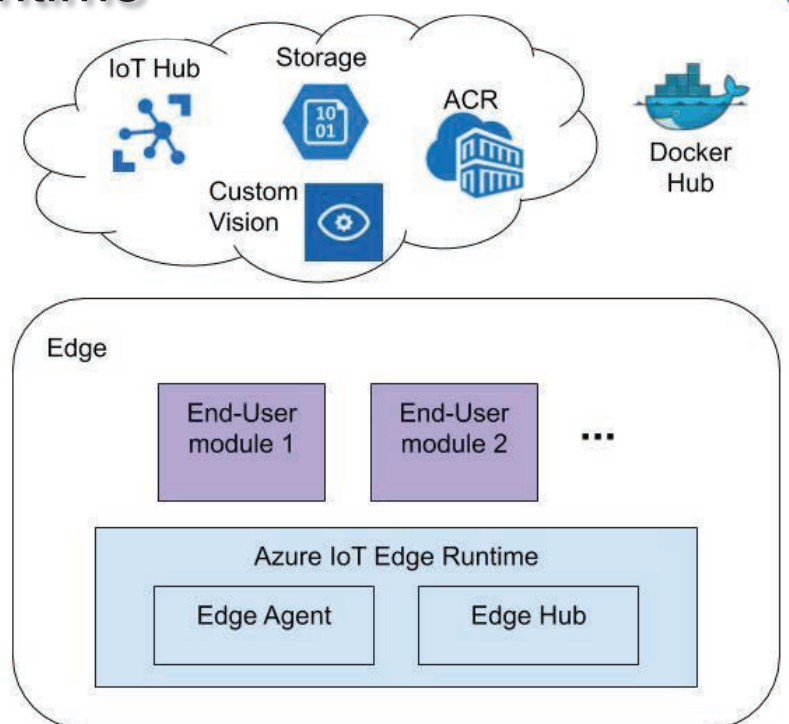 IoT Hub
Storage
10
01
ACR
Custom
Vision
Docker
Hub
Edge
End-User
module 1
End-User
module 2
...
Azure IoT Edge Runtime
Edge Agent
Edge Hub